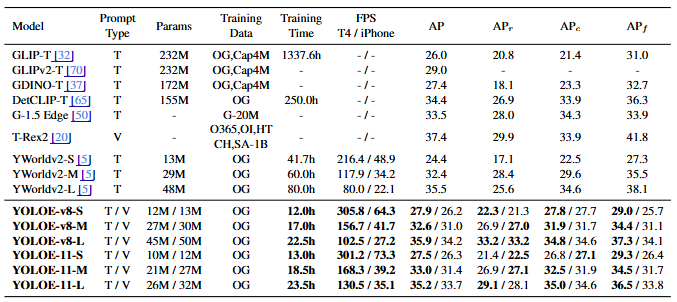 Model Prompt Type Params Training Data Training Time FPS T4 / iPhone AP APr APc APf
GLIP-T [32] T 232M OG,Cap4M 1337.6h - / - 26.0 20.8 21.4 31.0
GLIPv2-T [70] T 232M OG,Cap4M - - / - 29.0 - - -
GDINO-T [37] T 172M OG,Cap4M - - / - 27.4 18.1 23.3 32.7
DetCLIP-T [65] T 155M OG 250.0h - / - 34.4 26.9 33.9 36.3
G-1.5 Edge [50] T - G-20M - - / - 33.5 28.0 34.3 33.9
T-Rex2 [20] V - O365,OI,HT CH,SA-1B - - / - 37.4 29.9 33.9 41.8
YWorldv2-S [5] T 13M OG 41.7h 216.4 / 48.9 24.4 17.1 22.5 27.3
YWorldv2-M [5] T 29M OG 60.0h 117.9 / 34.2 32.4 28.4 29.6 35.5
YWorldv2-L [5] T 48M OG 80.0h 80.0 / 22.1 35.5 25.6 34.6 38.1
YOLOE-v8-S T / V 12M / 13M OG 12.0h 305.8 / 64.3 27.9 / 26.2 22.3 / 21.3 27.8 / 27.7 29.0 / 25.7
YOLOE-v8-M T / V 27M / 30M OG 17.0h 156.7 / 41.7 32.6 / 31.0 26.9 / 27.0 31.9 / 31.7 34.4 / 31.1
YOLOE-v8-L T / V 45M / 50M OG 22.5h 102.5 / 27.2 35.9 / 34.2 33.2 / 33.2 34.8 / 34.6 37.3 / 34.1
YOLOE-11-S T / V 10M / 12M OG 13.0h 301.2 / 73.3 27.5 / 26.3 21.4 / 22.5 26.8 / 27.1 29.3 / 26.4
YOLOE-11-M T / V 21M / 27M OG 18.5h 168.3 / 39.2 33.0 / 31.4 26.9 / 27.1 32.5 / 31.9 34.5 / 31.7
YOLOE-11-L T / V 26M / 32M OG 23.5h 130.5 / 35.1 35.2 / 33.7 29.1 / 28.1 35.0 / 34.6 36.5 / 33.8